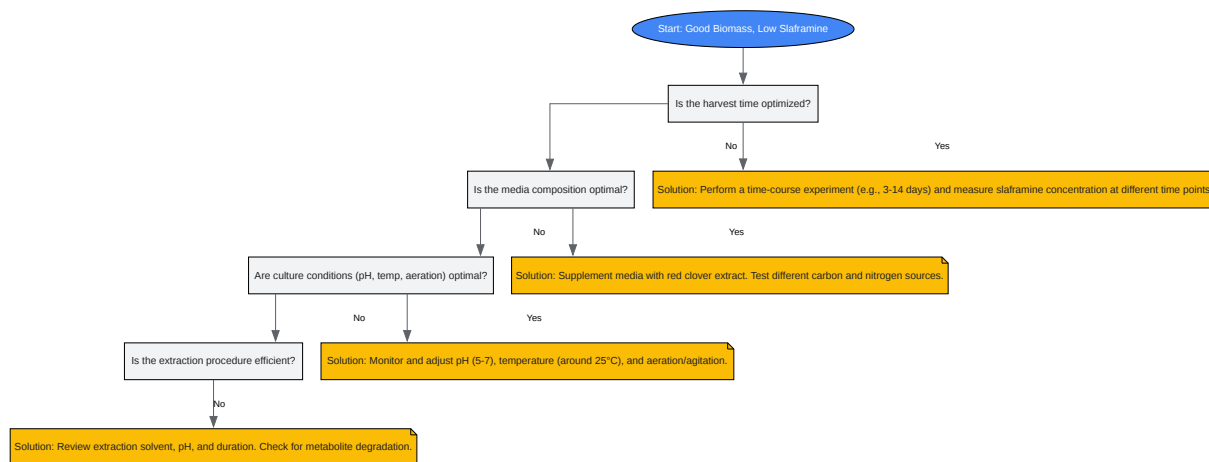 Start: Good Biomass, Low Slaframine
Is the harvest time optimized?
No
Yes
Is the media composition optimal?
Solution: Perform a time-course experiment (e.g., 3-14 days) and measure slaframine concentration at different time points
No
Yes
Are culture conditions (pH, temp, aeration) optimal?
Solution: Supplement media with red clover extract. Test different carbon and nitrogen sources.
No
Yes
Is the extraction procedure efficient?
Solution: Monitor and adjust pH (5-7), temperature (around 25°C), and aeration/agitation.
No
Solution: Review extraction solvent, pH, and duration. Check for metabolite degradation.